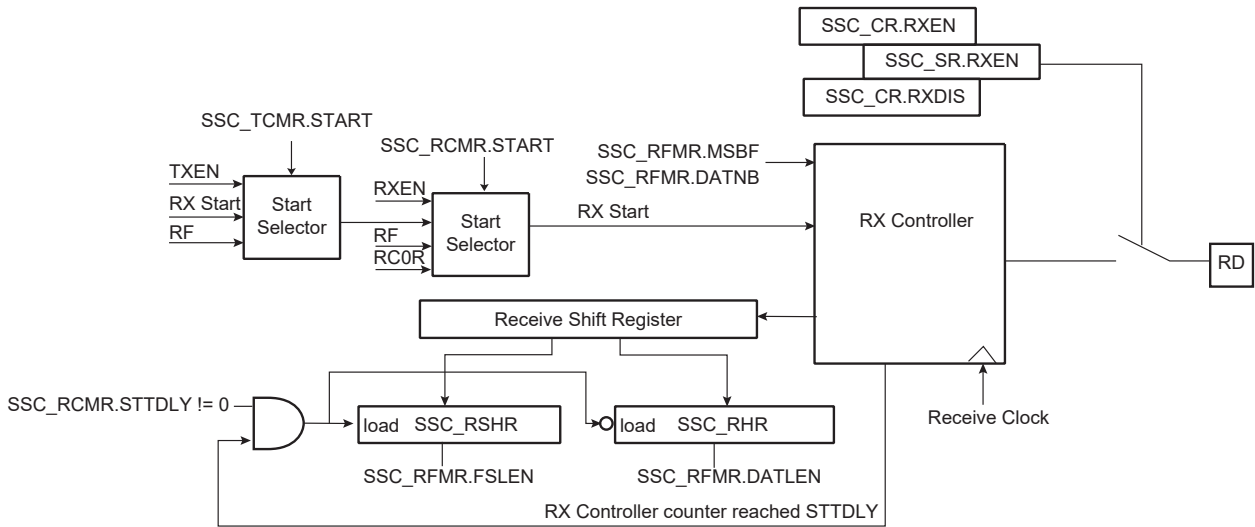 SSC_CR.RXEN
SSC_SR.RXEN
SSC_CR.RXDIS
SSC_TCMR.START
SSC_RCMR.START
SSC_RFMR.MSBF
SSC_RFMR.DATNB
TXEN
RX Start
RF
Start
Selector
RXEN
RF
RC0R
Start
Selector
RX Start
RX Controller
RD
Receive Shift Register
Receive Clock
SSC_RCMR.STTDLY != 0
load SSC_RSHR
load SSC_RHR
SSC_RFMR.FSLEN
SSC_RFMR.DATLEN
RX Controller counter reached STTDLY